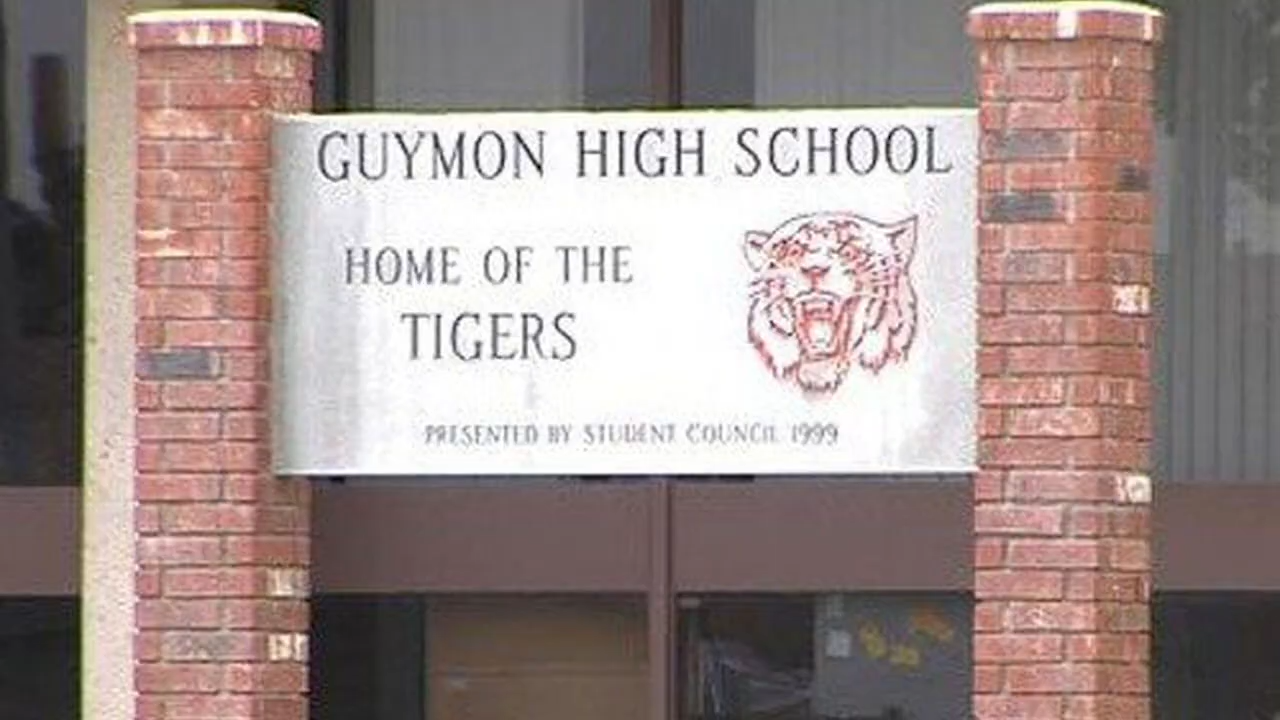 GUYMON HIGH SCHOOL
HOME OF THE
TIGERS
PRESENTED BY STUDENT COUNCIL 1999